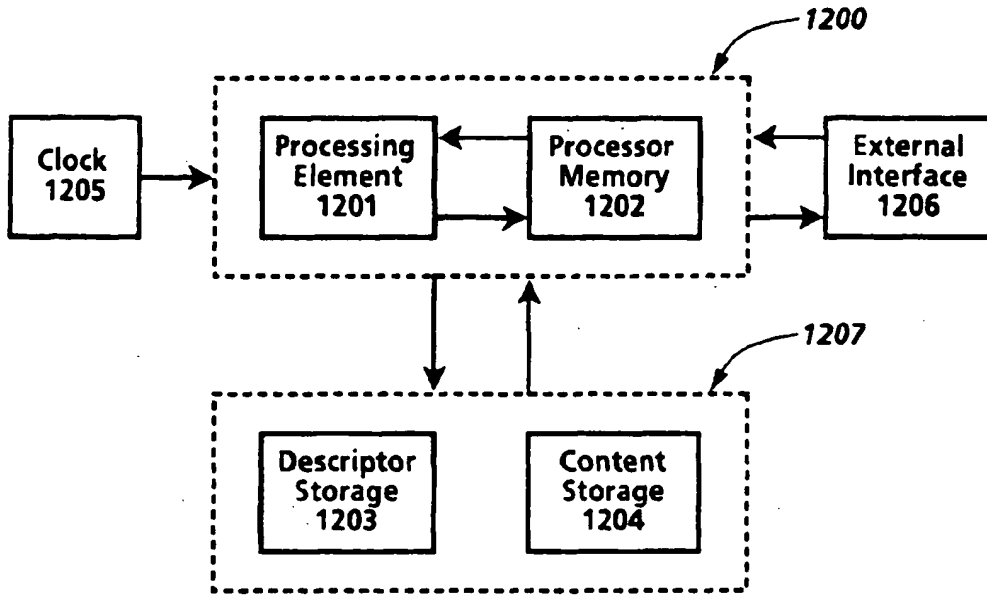 1200
Clock
1205
Processing
Element
1201
Processor
Memory
1202
External
Interface
1206
1207
Descriptor
Storage
1203
Content
Storage
1204